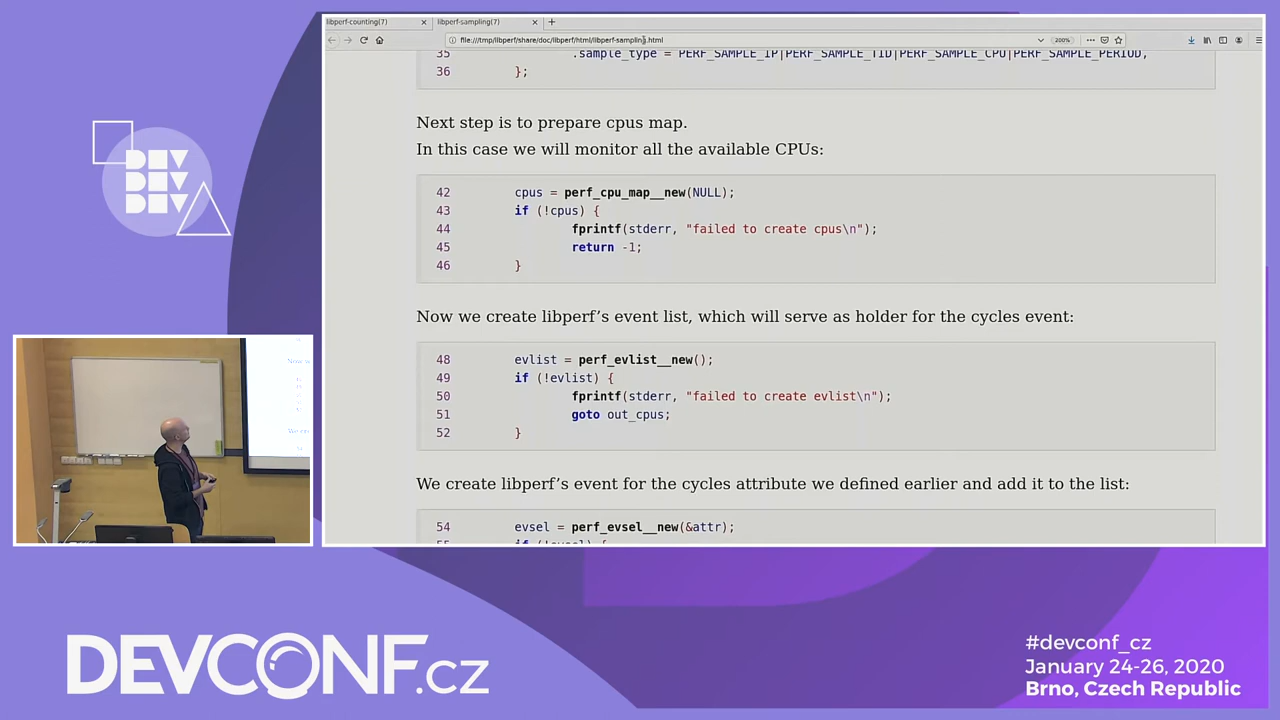 libperf-counting(7)
libperf-sampling(7)
file:///tmp/libperf/share/doc/libperf/html/libperf-sampling.html
200%
35 .sample_type = PERF_SAMPLE_IP|PERF_SAMPLE_TID|PERF_SAMPLE_CPU|PERF_SAMPLE_PERIOD,
36 };
Next step is to prepare cpus map.
In this case we will monitor all the available CPUs:
42 cpus = perf_cpu_map__new(NULL);
43 if (!cpus) {
44 fprintf(stderr, "failed to create cpus\n");
45 return -1;
46 }
Now we create libperf’s event list, which will serve as holder for the cycles event:
48 evlist = perf_evlist__new();
49 if (!evlist) {
50 fprintf(stderr, "failed to create evlist\n");
51 goto out_cpus;
52 }
We create libperf’s event for the cycles attribute we defined earlier and add it to the list:
54 evsel = perf_evsel__new(&attr);
DEV
DEV
DEV
DEVCONF.cz
#devconf_cz
January 24-26, 2020
Brno, Czech Republic